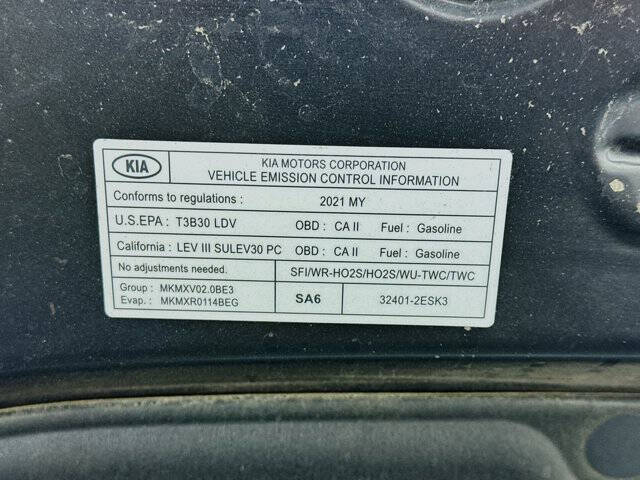 KIA
KIA MOTORS CORPORATION
VEHICLE EMISSION CONTROL INFORMATION
Conforms to regulations : 2021 MY
U.S.EPA : T3B30 LDV OBD : CA II Fuel : Gasoline
California : LEV III SULEV30 PC OBD : CA II Fuel : Gasoline
No adjustments needed. SFI/WR-HO2S/HO2S/WU-TWC/TWC
Group : MKMXV02.0BE3
Evap. : MKMXR0114BEG
SA6
32401-2ESK3